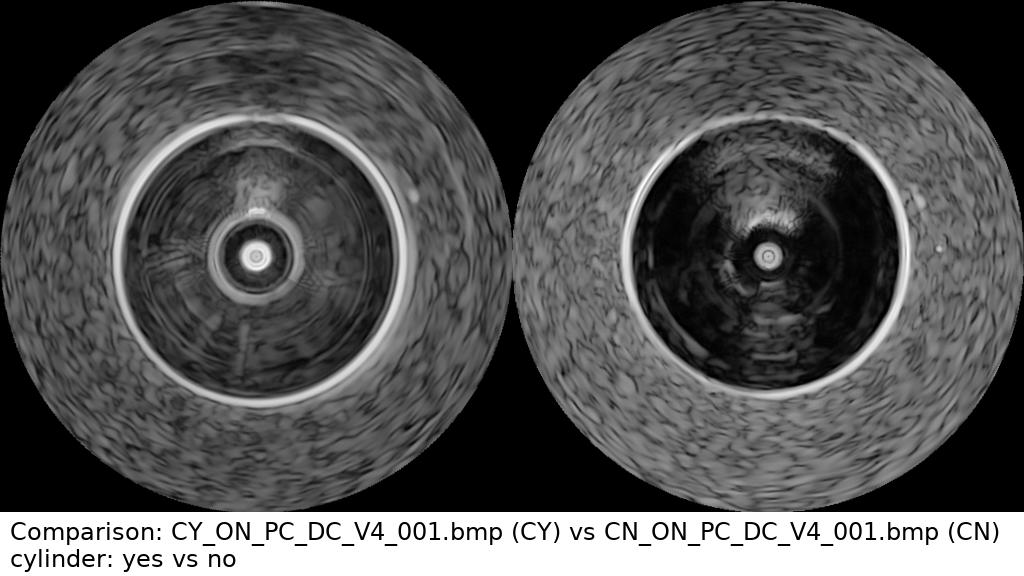 Comparison: CY_ON_PC_DC_V4_001.bmp (CY) vs CN_ON_PC_DC_V4_001.bmp (CN)
cylinder: yes vs no